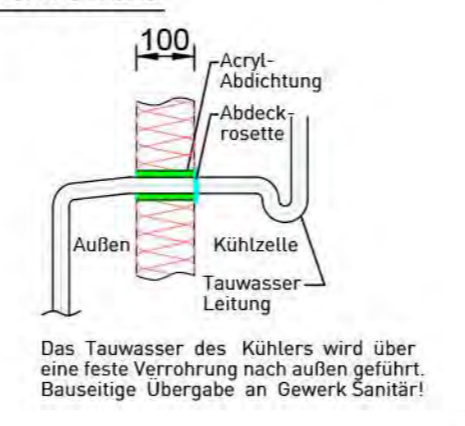 100
Acryl-
Abdichtung
Abdeck-
rosette
Außen
Kühlzelle
Tauwasser
Leitung
Das Tauwasser des Kühlers wird über
eine feste Verrohrung nach außen geführt.
Bauseitige Übergabe an Gewerk Sanitär!